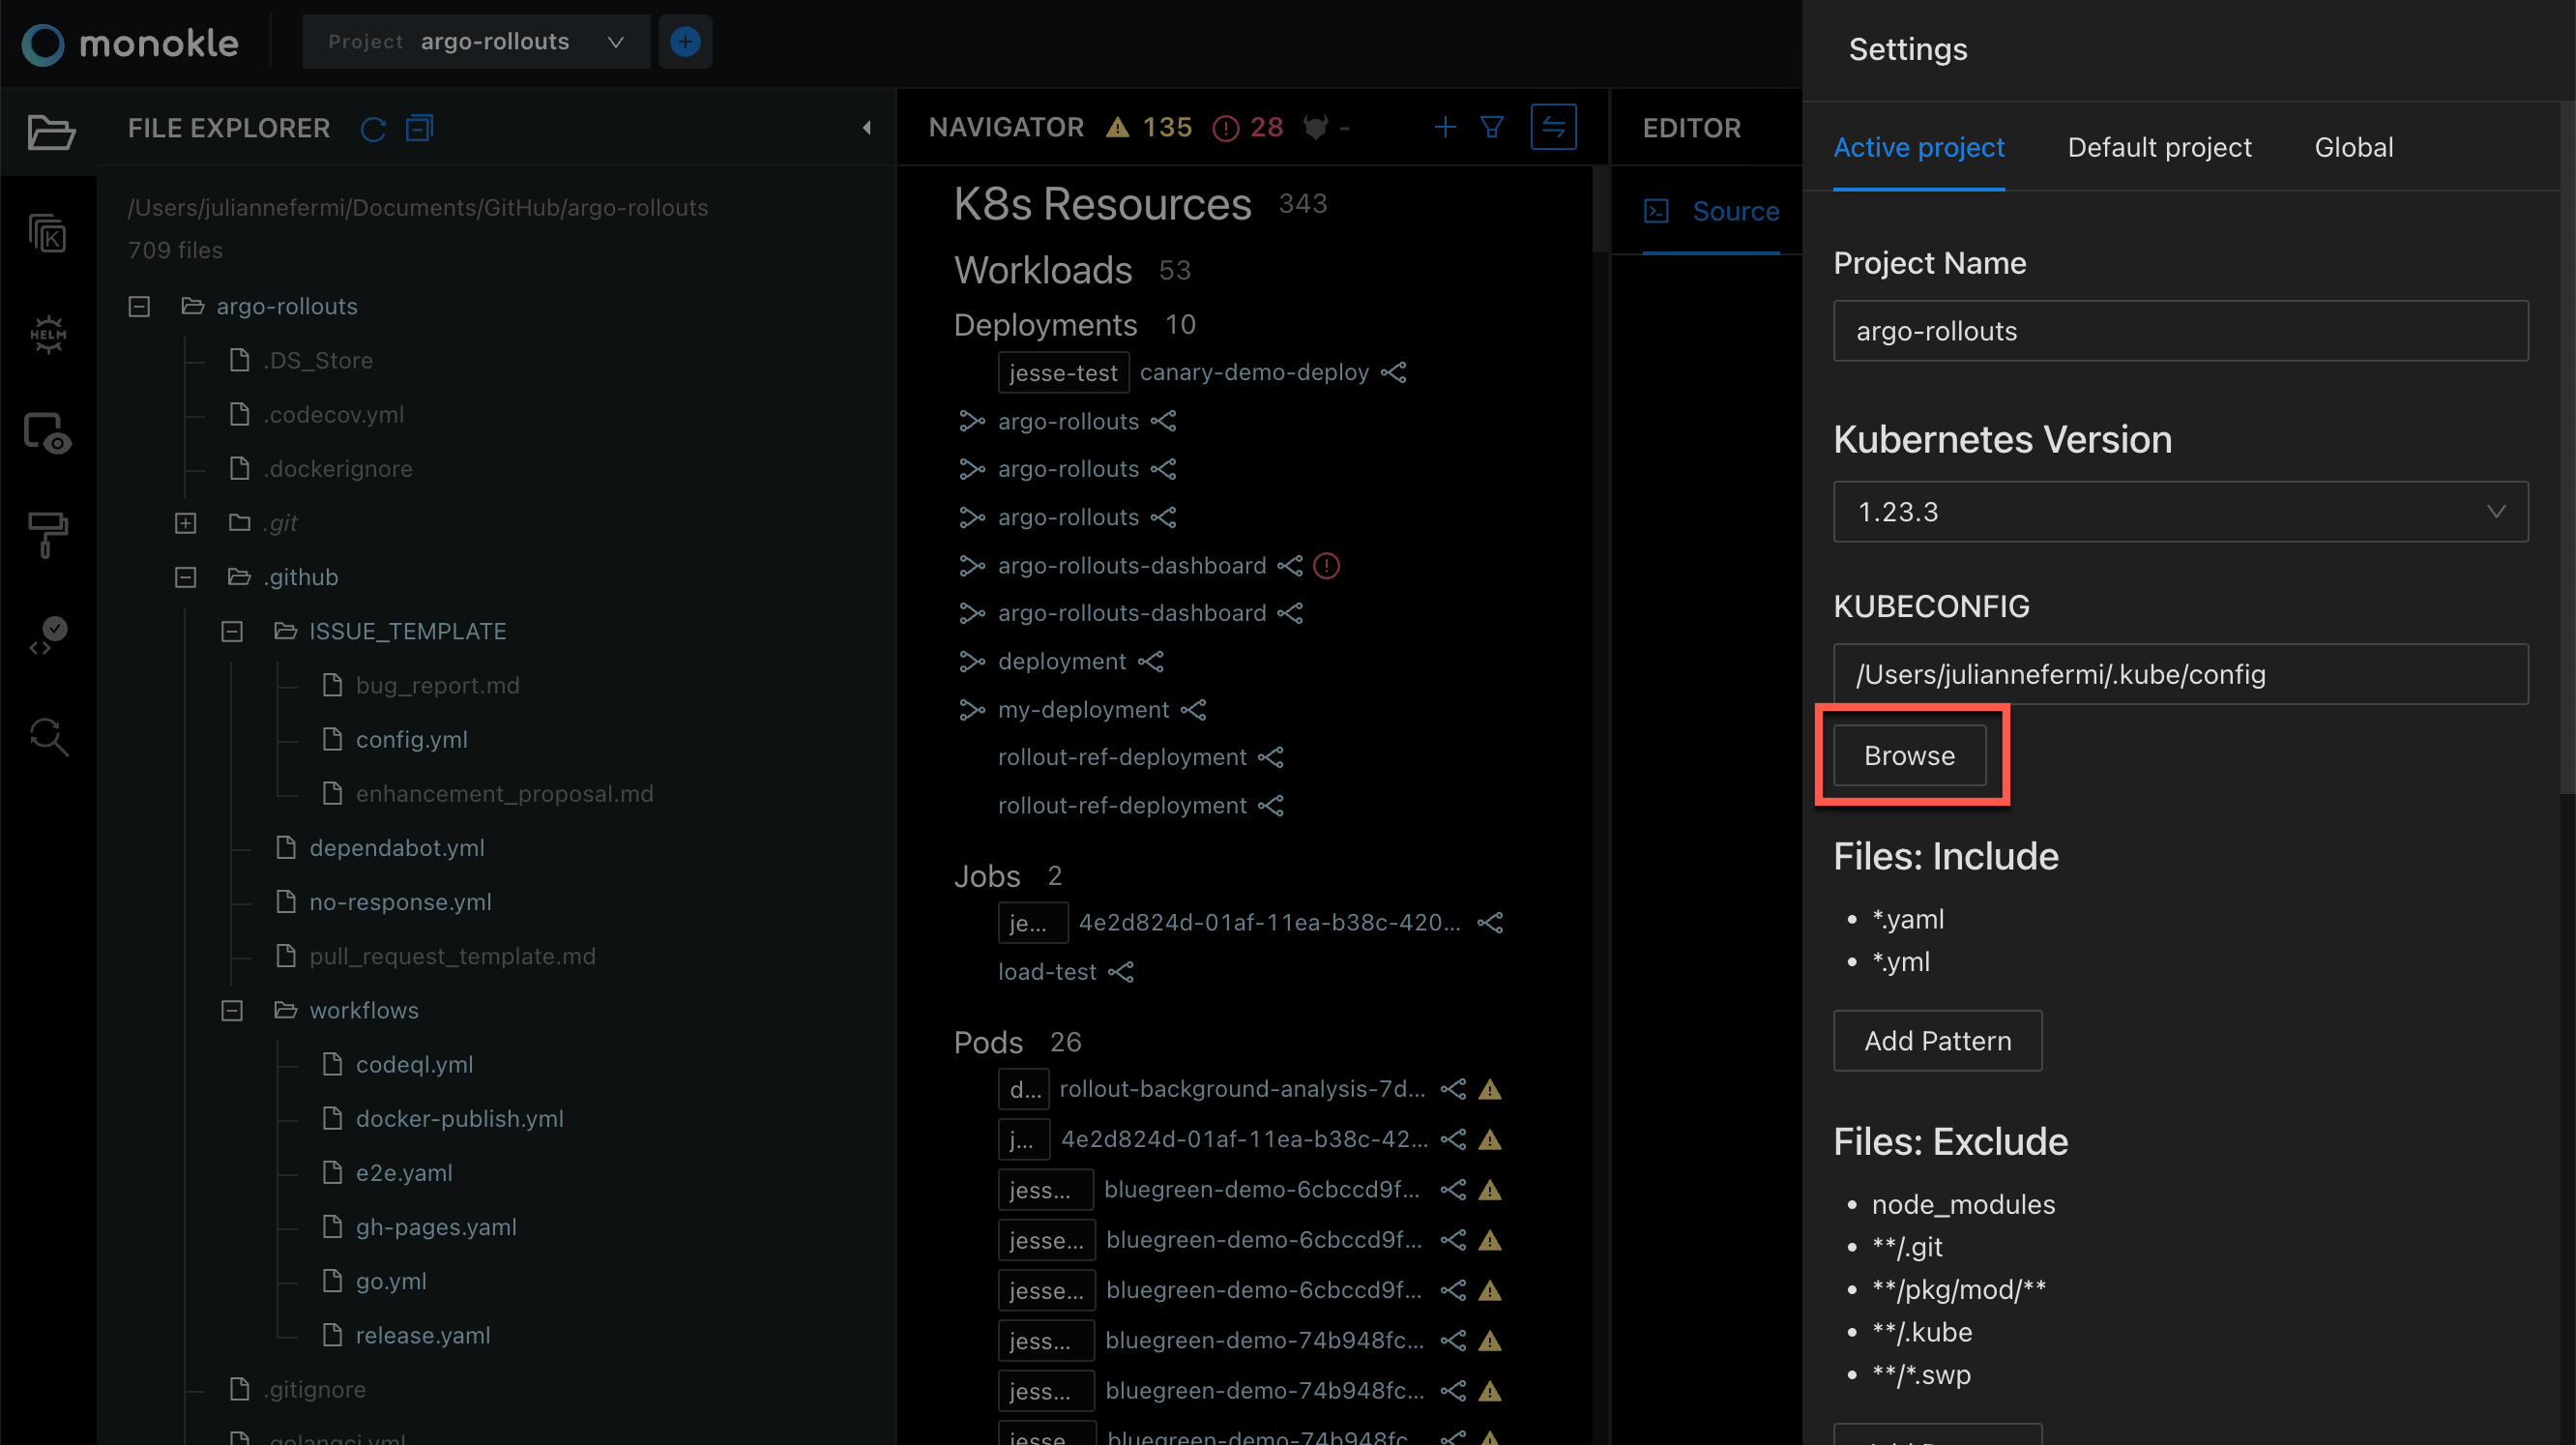 monokle
Project argo-rollouts
FILE EXPLORER
/Users/juliannefermi/Documents/GitHub/argo-rollouts
709 files
argo-rollouts
.DS_Store
.codecov.yml
.dockerignore
.git
.github
ISSUE_TEMPLATE
bug_report.md
config.yml
enhancement_proposal.md
dependabot.yml
no-response.yml
pull_request_template.md
workflows
codeql.yml
docker-publish.yml
e2e.yaml
gh-pages.yaml
go.yml
release.yaml
.gitignore
.golangci.yml
K
HELM
NAVIGATOR 135 28 -
K8s Resources 343
Workloads 53
Deployments 10
jesse-test canary-demo-deploy
argo-rollouts
argo-rollouts
argo-rollouts
argo-rollouts-dashboard
argo-rollouts-dashboard
deployment
my-deployment
rollout-ref-deployment
rollout-ref-deployment
Jobs 2
je... 4e2d824d-01af-11ea-b38c-420...
load-test
Pods 26
d... rollout-background-analysis-7d...
j... 4e2d824d-01af-11ea-b38c-42...
jess... bluegreen-demo-6cbccd9f...
jesse... bluegreen-demo-6cbccd9f...
jesse... bluegreen-demo-6cbccd9f...
jess... bluegreen-demo-74b948fc...
jess... bluegreen-demo-74b948fc...
jesse bluegreen-demo-74b948fc
EDITOR
Source
Settings
Active project Default project Global
Project Name
argo-rollouts
Kubernetes Version
1.23.3
KUBECONFIG
/Users/juliannefermi/.kube/config
Browse
Files: Include
• *.yaml
• *.yml
Add Pattern
Files: Exclude
• node_modules
• **/.git
• **/pkg/mod/**
• **/.kube
• **/*.swp